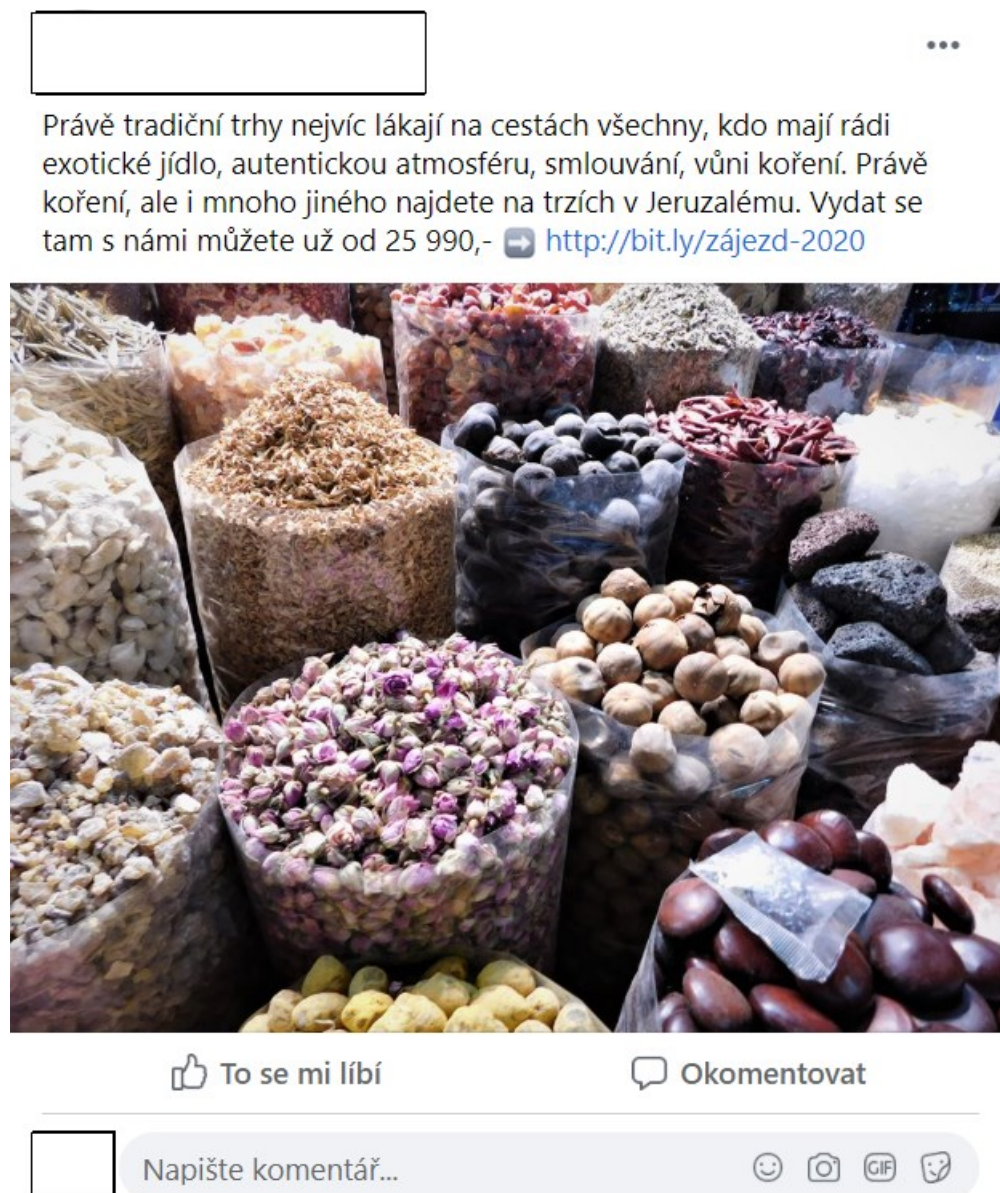 Právě tradiční trhy nejvíc lákají na cestách všechny, kdo mají rádi
exotické jídlo, autentickou atmosféru, smlouvání, vůni koření. Právě
koření, ale i mnoho jiného najdete na trzích v Jeruzalému. Vydat se
tam s námi můžete už od 25 990,- ➡ http://bit.ly/zájezd-2020
To se mi líbí
Okomentovat
Napište komentář...
GIF